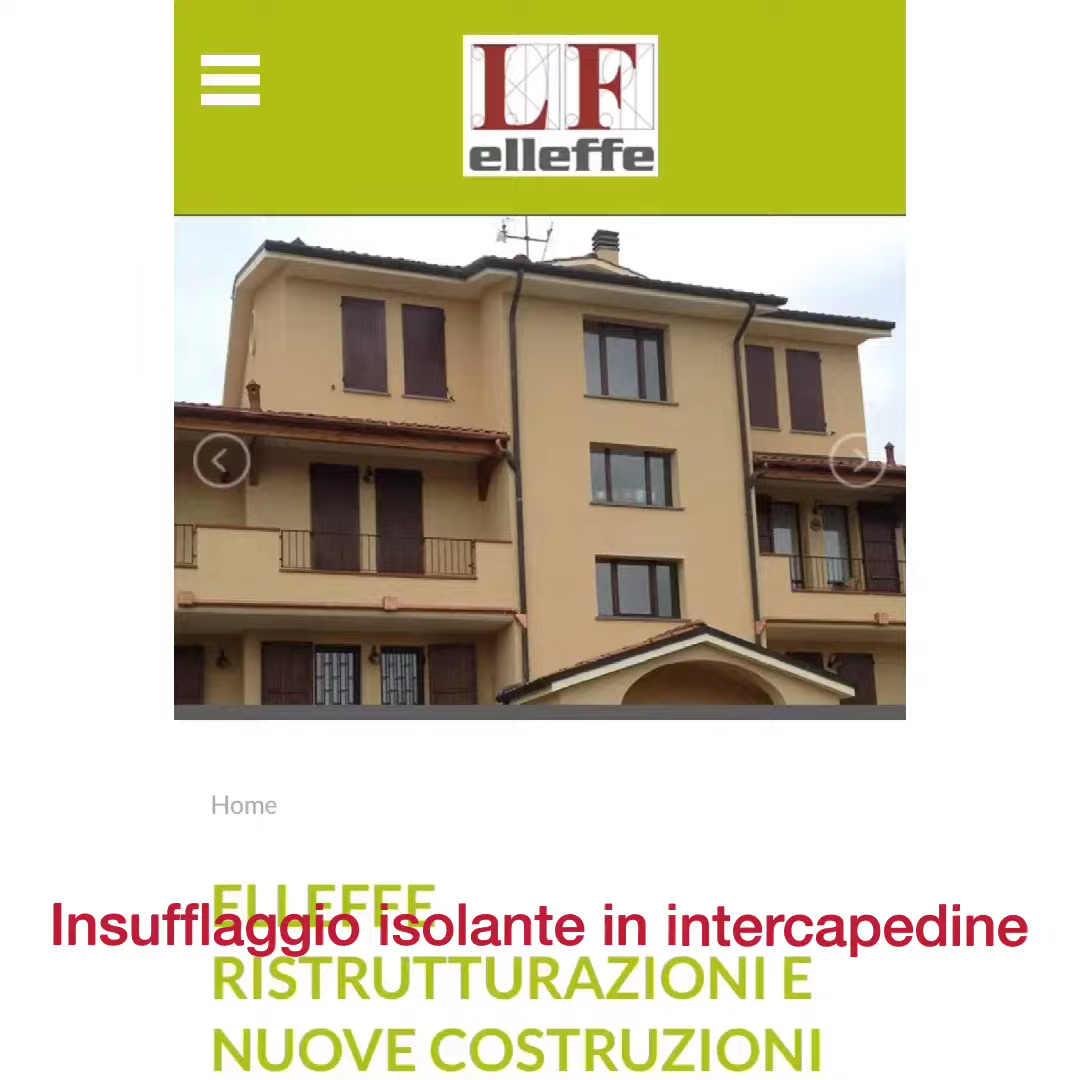 LF
elleffe
Home
ELLEFFE
Insufflaggio isolante in intercapedine
RISTRUTTURAZIONI E
NUOVE COSTRUZIONI